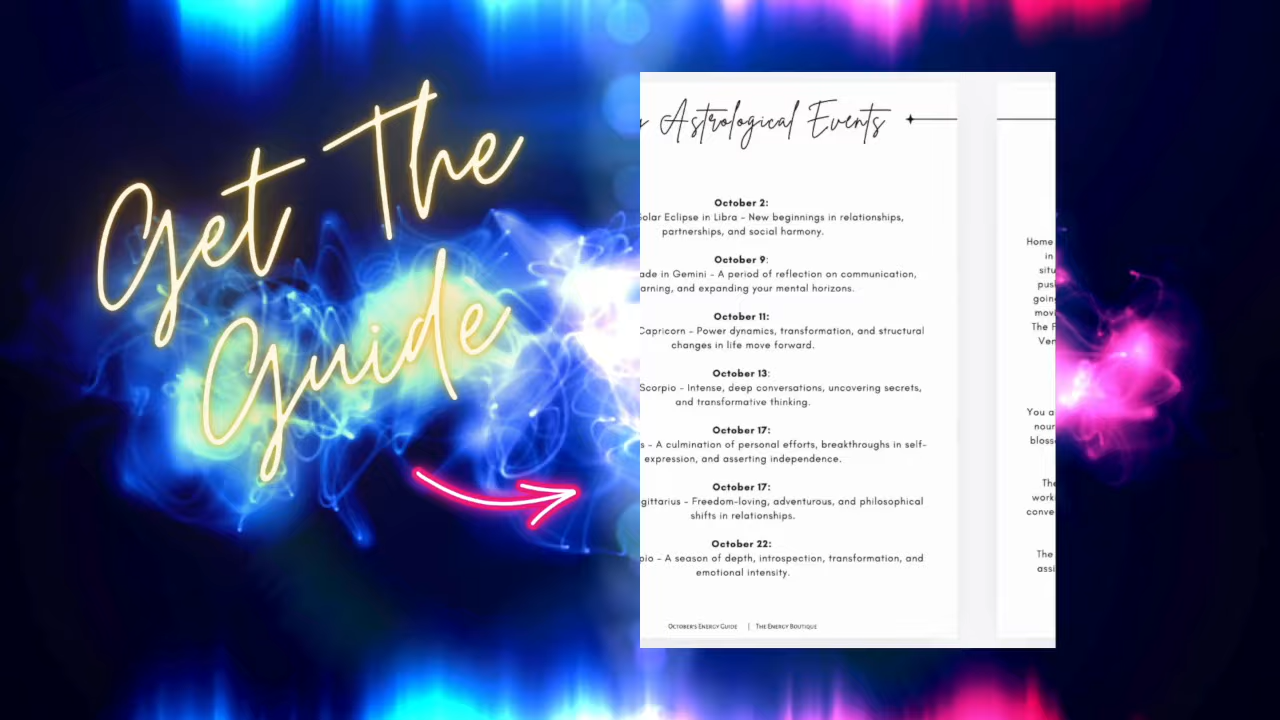 Get The
Guide
Astrological Events
October 2:
Solar Eclipse in Libra – New beginnings in relationships,
partnerships, and social harmony.
October 9:
in Gemini – A period of reflection on communication,
and expanding your mental horizons.
October 11:
Capricorn – Power dynamics, transformation, and structural
changes in life move forward.
October 13:
Scorpio – Intense, deep conversations, uncovering secrets,
and transformative thinking.
October 17:
– A culmination of personal efforts, breakthroughs in self-
expression, and asserting independence.
October 17:
– Freedom-loving, adventurous, and philosophical
shifts in relationships.
October 22:
– A season of depth, introspection, transformation, and
emotional intensity.
October's Energy Guide | The Energy Boutique
Home
in
You a
The
The